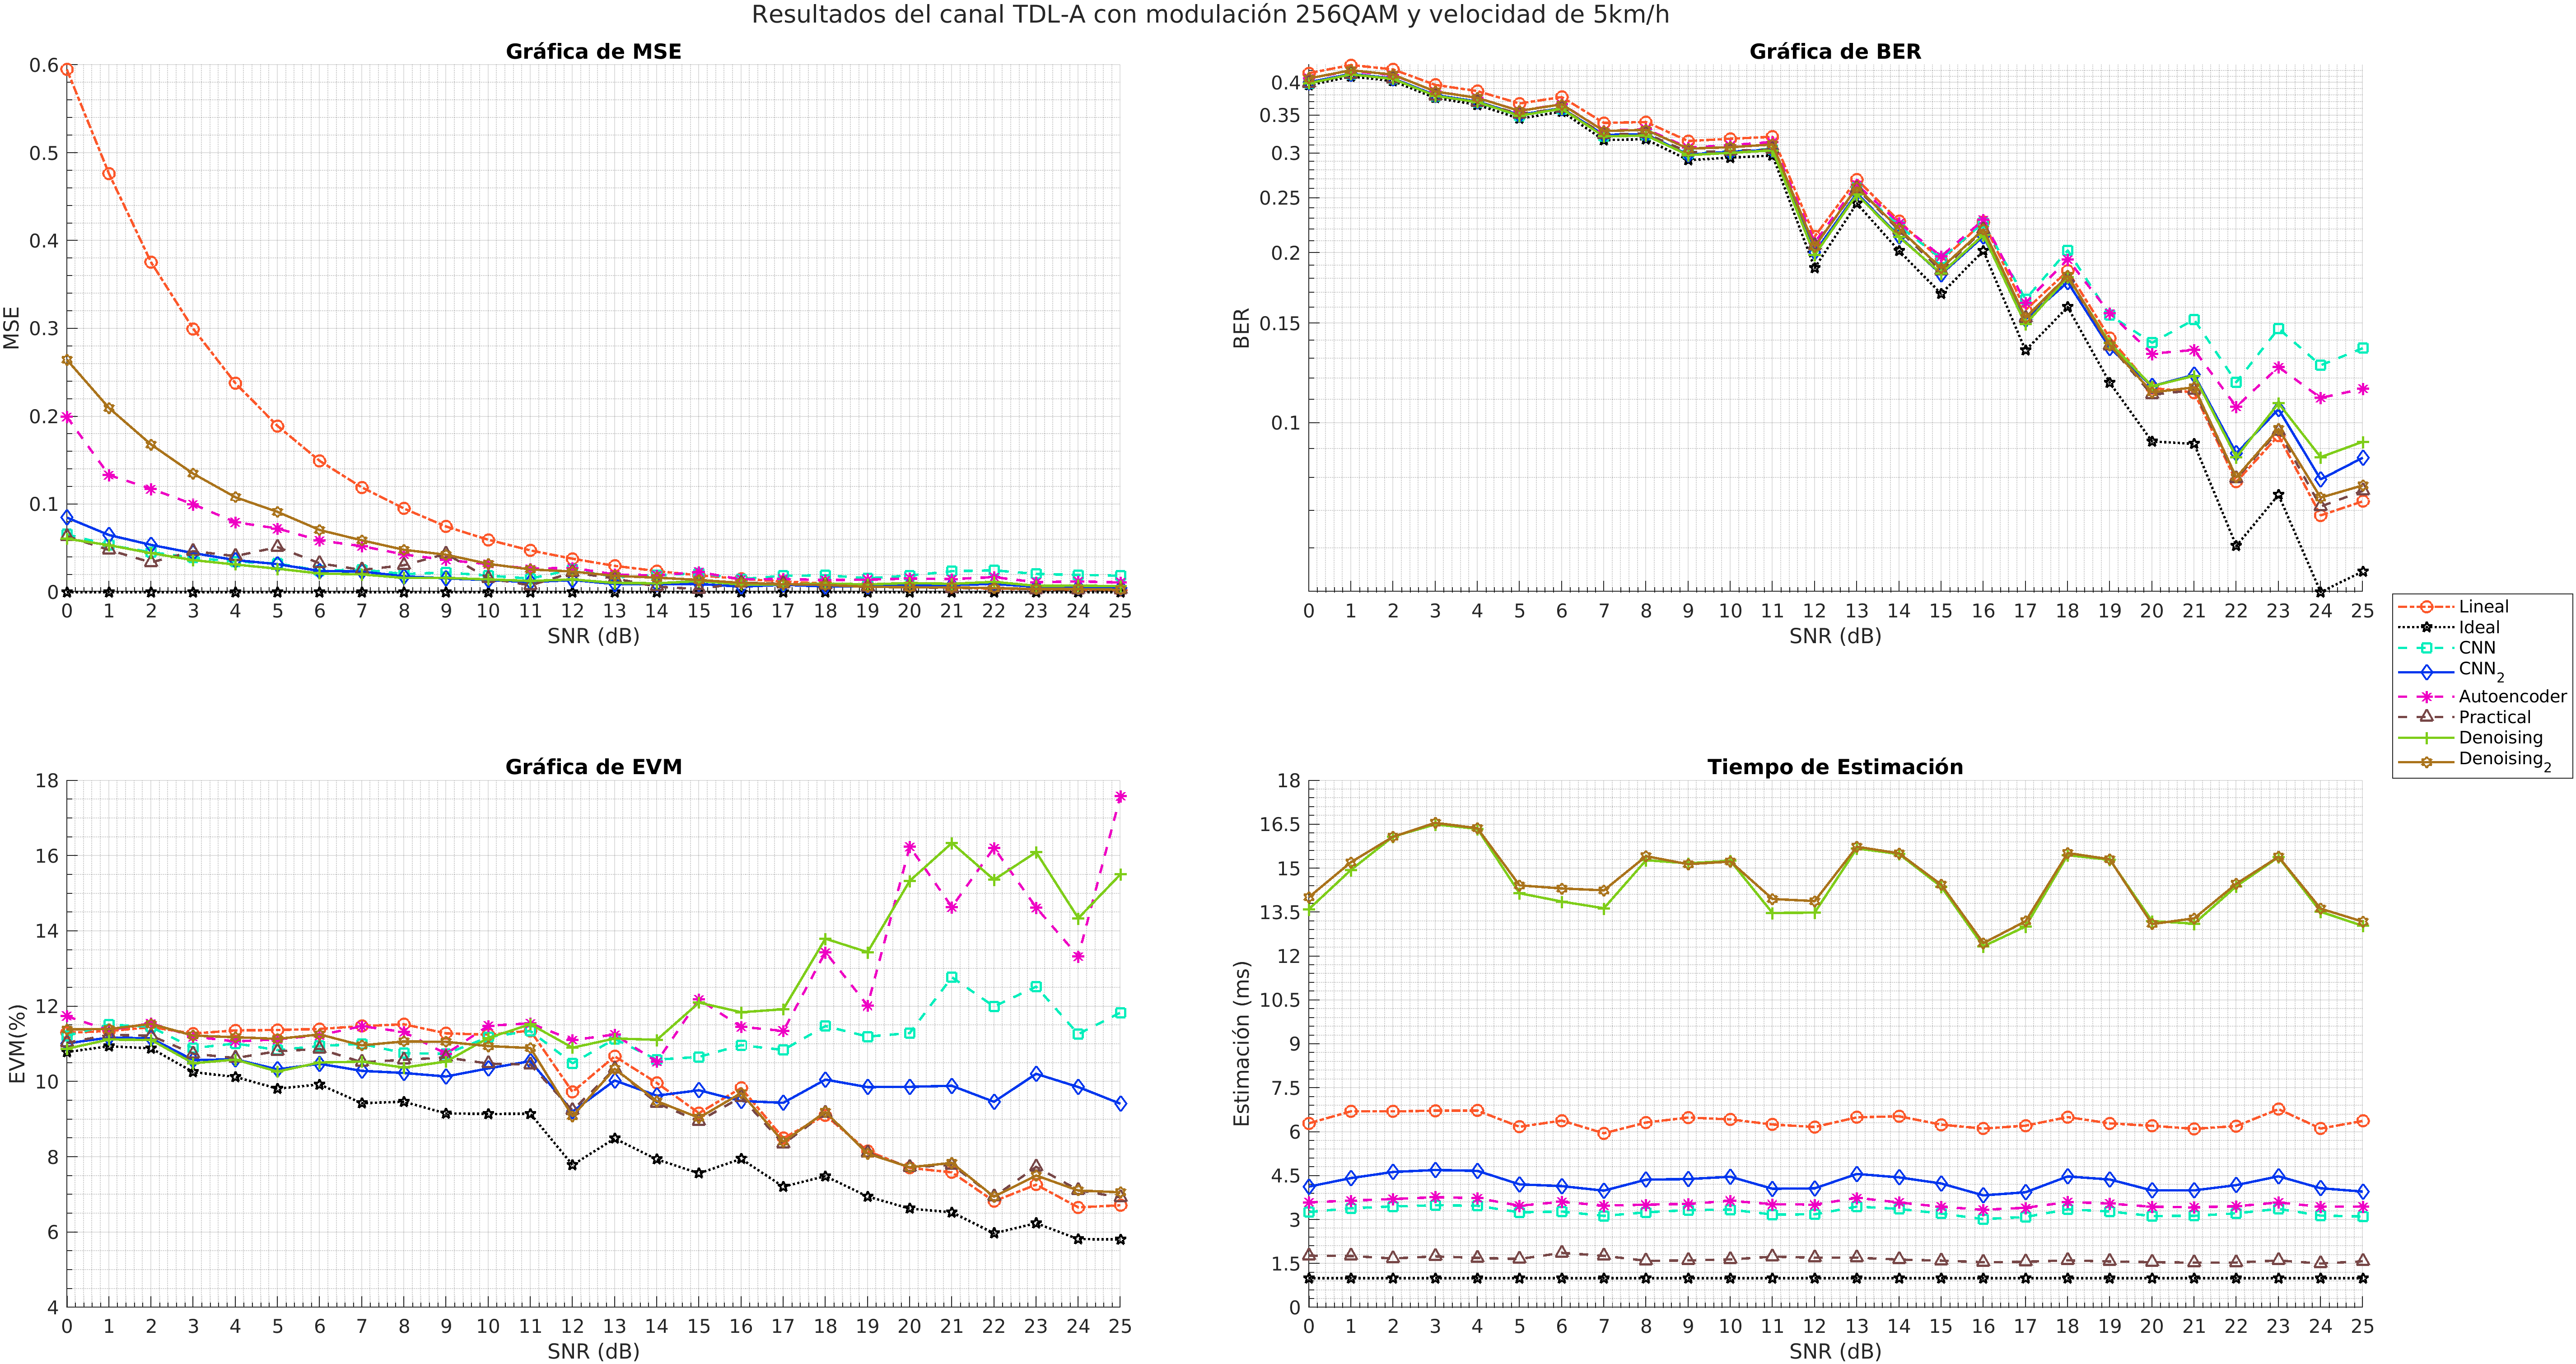 Resultados del canal TDL-A con modulación 256QAM y velocidad de 5km/h
Gráfica de MSE
0.6
0.5
0.4
0.3
0.2
0.1
0
MSE
0 1 2 3 4 5 6 7 8 9 10 11 12 13 14 15 16 17 18 19 20 21 22 23 24 25
SNR (dB)
Gráfica de BER
0.4
0.35
0.3
0.25
0.2
0.15
0.1
BER
0 1 2 3 4 5 6 7 8 9 10 11 12 13 14 15 16 17 18 19 20 21 22 23 24 25
SNR (dB)
Lineal
Ideal
CNN
CNN2
Autoencoder
Practical
Denoising
Denoising2
Gráfica de EVM
18
16
14
12
10
8
6
4
EVM(%)
0 1 2 3 4 5 6 7 8 9 10 11 12 13 14 15 16 17 18 19 20 21 22 23 24 25
SNR (dB)
Tiempo de Estimación
18
16.5
15
13.5
12
10.5
9
7.5
6
4.5
3
1.5
0
Estimación (ms)
0 1 2 3 4 5 6 7 8 9 10 11 12 13 14 15 16 17 18 19 20 21 22 23 24 25
SNR (dB)